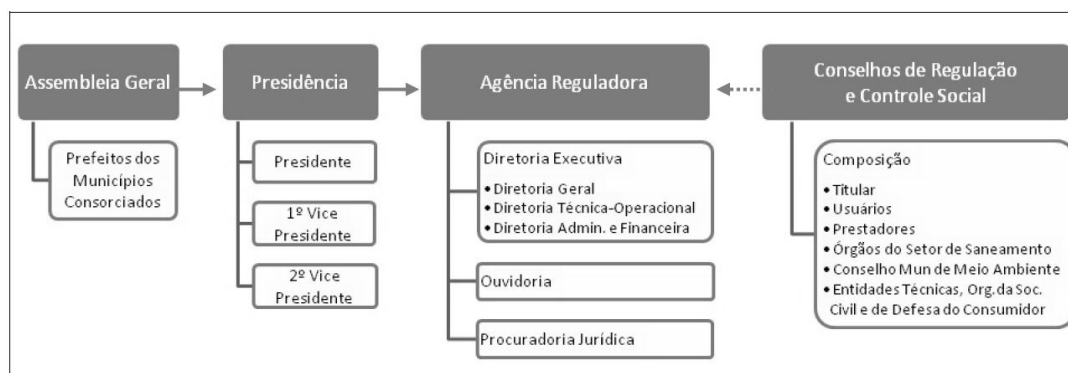 Assembleia Geral
Prefeitos dos
Municípios
Consorciados
Presidência
Presidente
1º Vice
Presidente
2º Vice
Presidente
Agência Reguladora
Diretoria Executiva
• Diretoria Geral
• Diretoria Técnica-Operacional
• Diretoria Admin. e Financeira
Ouvidoria
Procuradoria Jurídica
Conselhos de Regulação
e Controle Social
Composição
• Titular
• Usuários
• Prestadores
• Órgãos do Setor de Saneamento
• Conselho Mun de Meio Ambiente
• Entidades Técnicas, Org.da Soc.
Civil e de Defesa do Consumidor